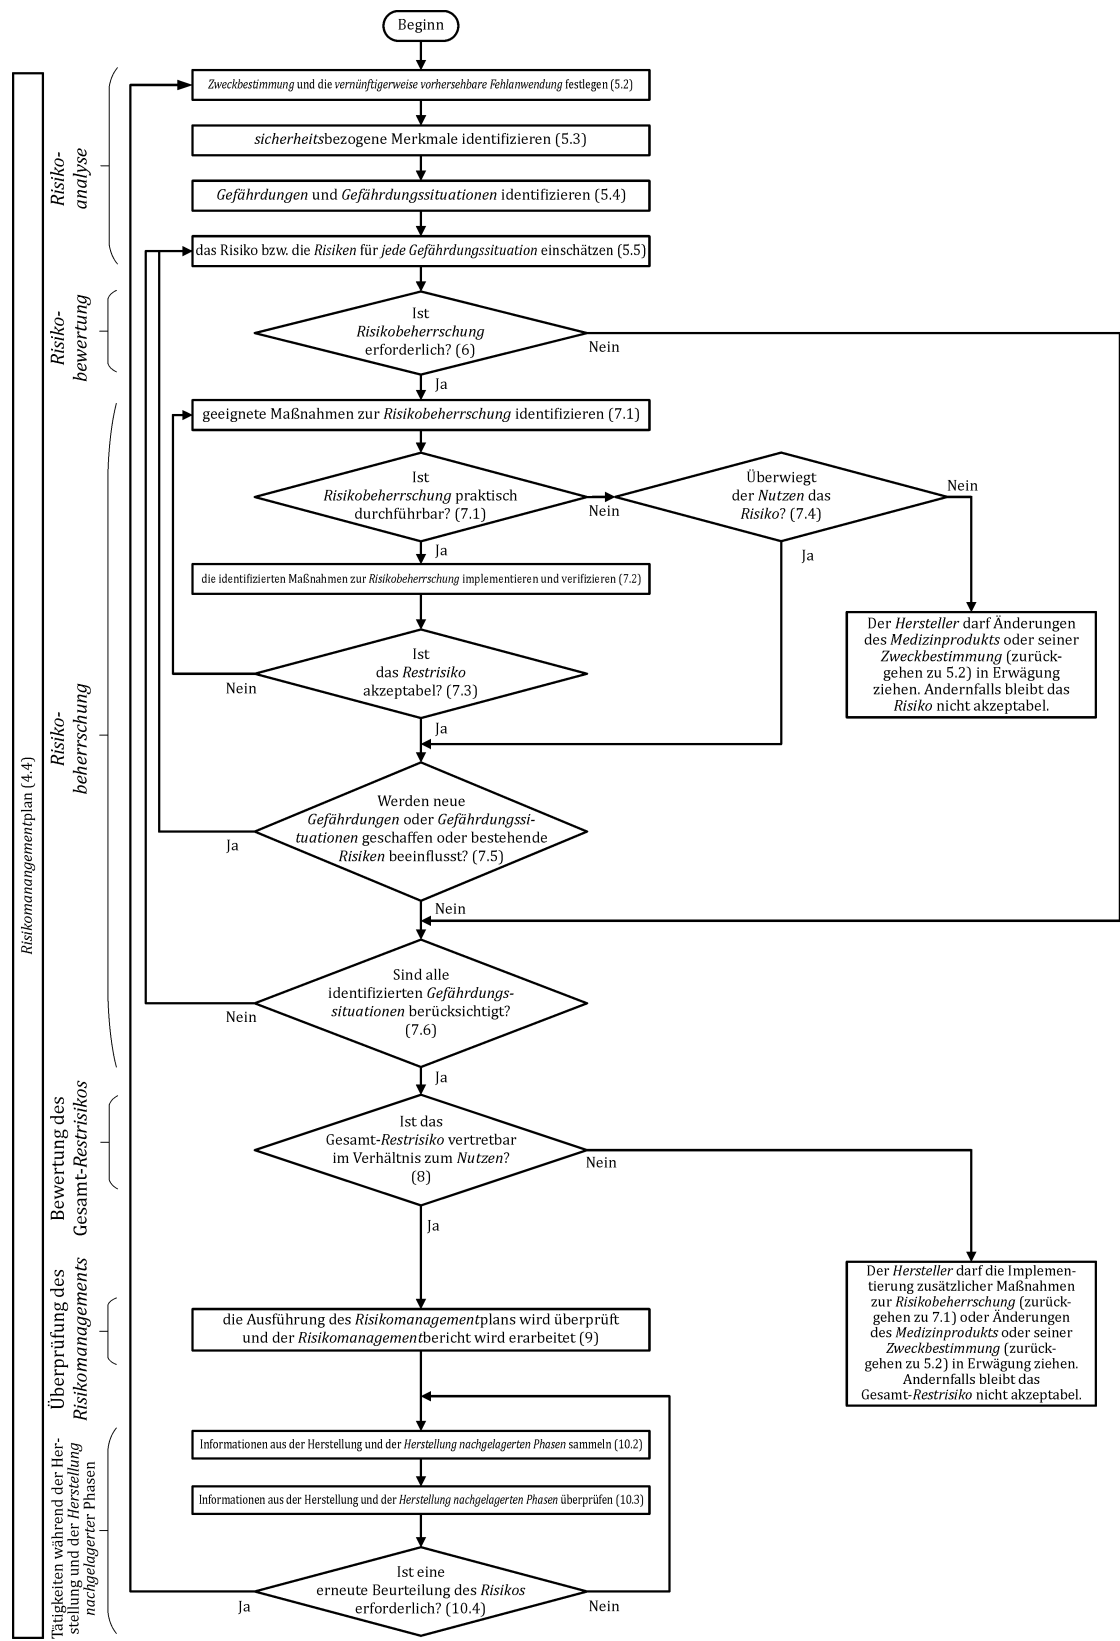 Beginn
Zweckbestimmung und die vernünftigerweise vorhersehbare Fehlanwendung festlegen (5.2)
sicherheitsbezogene Merkmale identifizieren (5.3)
Gefährdungen und Gefährdungssituationen identifizieren (5.4)
das Risiko bzw. die Risiken für jede Gefährdungssituation einschätzen (5.5)
Risiko-
analyse
Ist
Risikobeherrschung
erforderlich? (6)
Nein
Ja
Risiko-
bewertung
geeignete Maßnahmen zur Risikobeherrschung identifizieren (7.1)
Ist
Risikobeherrschung praktisch
durchführbar? (7.1)
Nein
Ja
Überwiegt
der Nutzen das
Risiko? (7.4)
Nein
Ja
die identifizierten Maßnahmen zur Risikobeherrschung implementieren und verifizieren (7.2)
Der Hersteller darf Änderungen
des Medizinprodukts oder seiner
Zweckbestimmung (zurück-
gehen zu 5.2) in Erwägung
ziehen. Andernfalls bleibt das
Risiko nicht akzeptabel.
Ist
das Restrisiko
akzeptabel? (7.3)
Nein
Ja
Risiko-
beherrschung
Risikomanangementplan (4.4)
Werden neue
Gefährdungen oder Gefährdungssi-
tuationen geschaffen oder bestehende
Risiken beeinflusst? (7.5)
Ja
Nein
Sind alle
identifizierten Gefährdungs-
situationen berücksichtigt?
(7.6)
Nein
Ja
Bewertung des
Gesamt-Restrisikos
Ist das
Gesamt-Restrisiko vertretbar
im Verhältnis zum Nutzen?
(8)
Nein
Ja
Überprüfung des
Risikomanagements
die Ausführung des Risikomanagementplans wird überprüft
und der Risikomanagementbericht wird erarbeitet (9)
Der Hersteller darf die Implemen-
tierung zusätzlicher Maßnahmen
zur Risikobeherrschung (zurück-
gehen zu 7.1) oder Änderungen
des Medizinprodukts oder seiner
Zweckbestimmung (zurück-
gehen zu 5.2) in Erwägung ziehen.
Andernfalls bleibt das
Gesamt-Restrisiko nicht akzeptabel.
Tätigkeiten während der Her-
stellung und der Herstellung
nachgelagerter Phasen
Informationen aus der Herstellung und der Herstellung nachgelagerten Phasen sammeln (10.2)
Informationen aus der Herstellung und der Herstellung nachgelagerten Phasen überprüfen (10.3)
Ist eine
erneute Beurteilung des Risikos
erforderlich? (10.4)
Ja
Nein